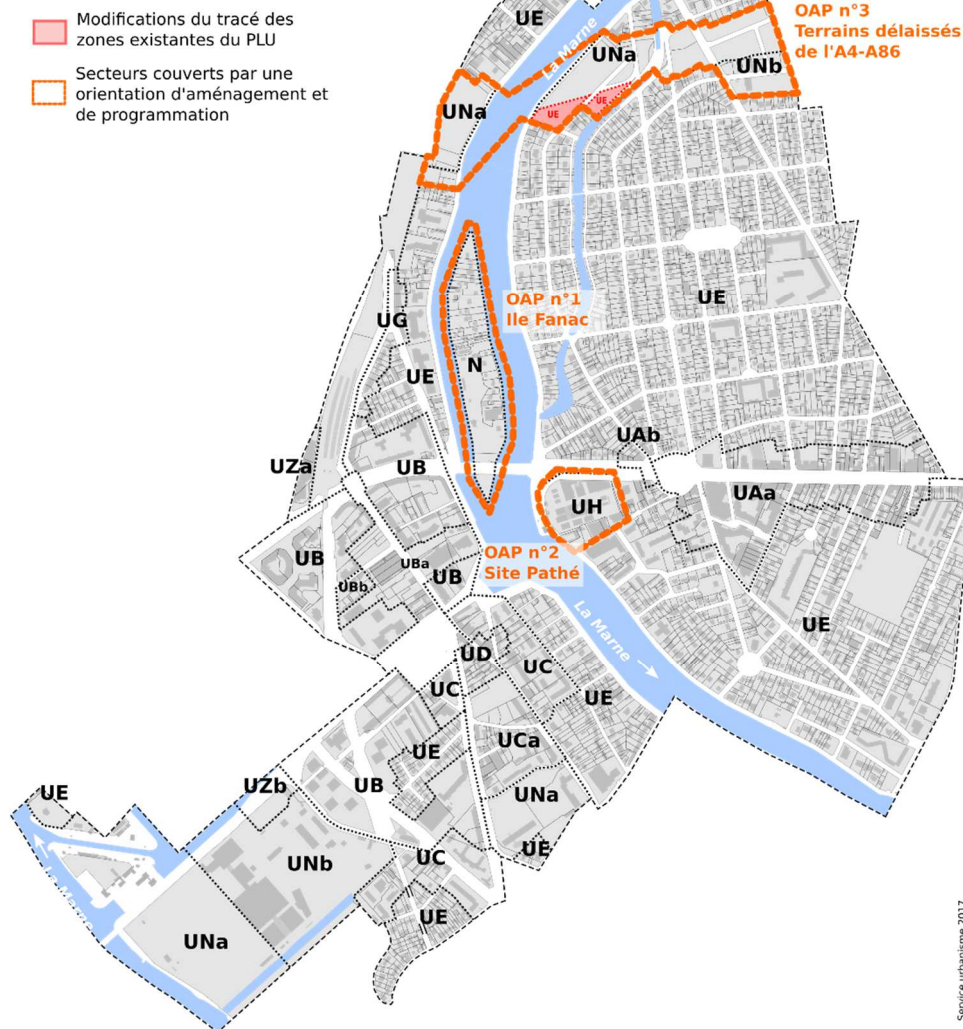 Modifications du tracé des
zones existantes du PLU
Secteurs couverts par une
orientation d'aménagement et
de programmation
OAP n°3
Terrains délaissés
de l'A4-A86
UE
La Marne
UNa
UNb
UNa
UE
UE
OAP n°1
Ile Fanac
UE
UG
N
UE
UAb
UZa
UB
UAa
UH
OAP n°2
Site Pathé
UB
UBa
UBb
UB
La Marne
UE
UD
UC
UC
UE
UCa
UE
UZb
UB
UNa
UE
UE
UNb
UC
La Marne
UE
UNa
Service urbanisme 2017